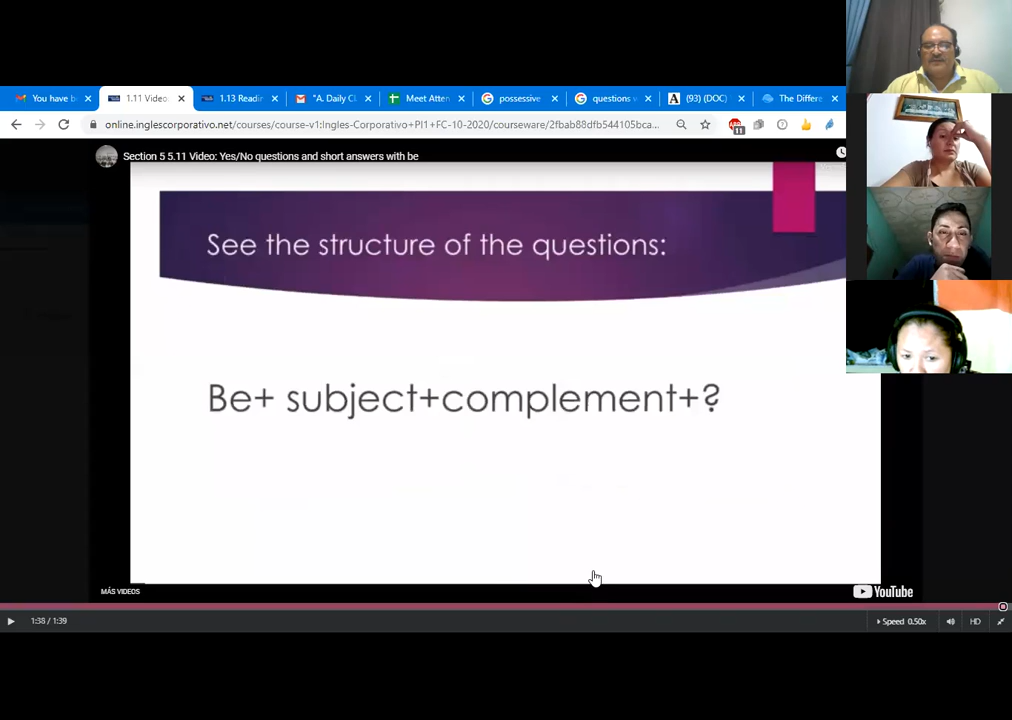 You have b
1.11 Video:
1.13 Readin
"A. Daily Cl
Meet Atten
possessive
questions v
(93) (DOC)
The Differe
online.inglescorporativo.net/courses/course-v1:Ingles-Corporativo+PI1+FC-10-2020/courseware/2fbab88dfb544105bca...
Section 5 5.11 Video: Yes/No questions and short answers with be
See the structure of the questions:
Be+ subject+complement+?
MÁS VIDEOS
YouTube
1:38 / 1:39
Speed 0.50x
HD